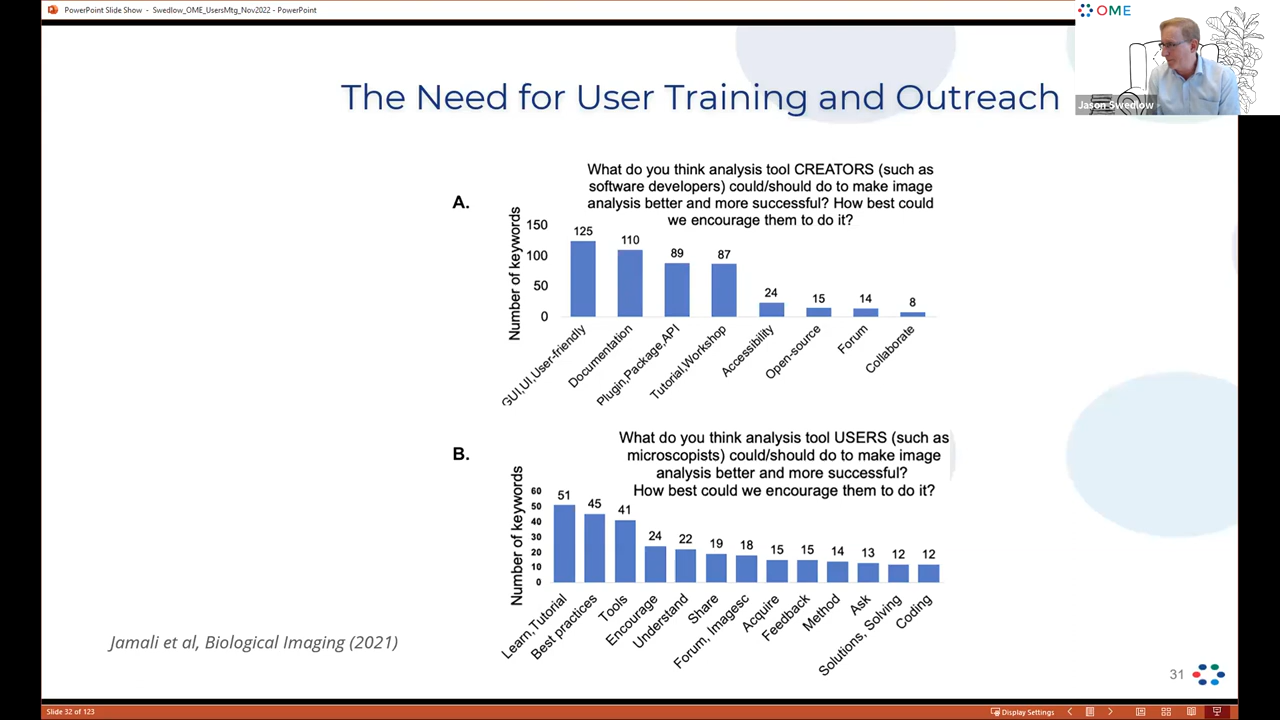 PowerPoint Slide Show - Swedlow_OME_UsersMtg_Nov2022 - PowerPoint
OME
Jason Swedlow
The Need for User Training and Outreach
A.
What do you think analysis tool CREATORS (such as
software developers) could/should do to make image
analysis better and more successful? How best could
we encourage them to do it?
Number of keywords
150
100
50
0
125
110
89
87
24
15
14
8
GUI,UI,User-friendly
Documentation
Plugin,Package,API
Tutorial,Workshop
Accessibility
Open-source
Forum
Collaborate
B.
What do you think analysis tool USERS (such as
microscopists) could/should do to make image
analysis better and more successful?
How best could we encourage them to do it?
Number of keywords
60
50
40
30
20
10
0
51
45
41
24
22
19
18
15
15
14
13
12
12
Learn,Tutorial
Best practices
Tools
Encourage
Understand
Share
Forum, Imagesc
Acquire
Feedback
Method
Ask
Solutions, Solving
Coding
Jamali et al, Biological Imaging (2021)
31
Slide 32 of 123
Display Settings